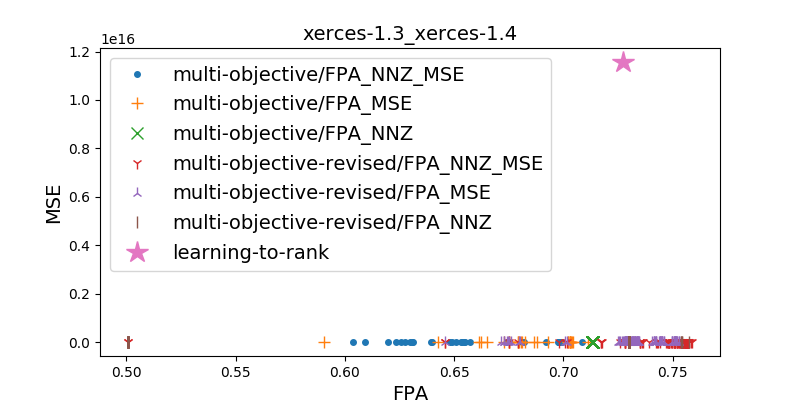 xerces-1.3_xerces-1.4
1e16
1.2
1.0
0.8
0.6
0.4
0.2
0.0
MSE
multi-objective/FPA_NNZ_MSE
multi-objective/FPA_MSE
multi-objective/FPA_NNZ
multi-objective-revised/FPA_NNZ_MSE
multi-objective-revised/FPA_MSE
multi-objective-revised/FPA_NNZ
learning-to-rank
0.50 0.55 0.60 0.65 0.70 0.75
FPA